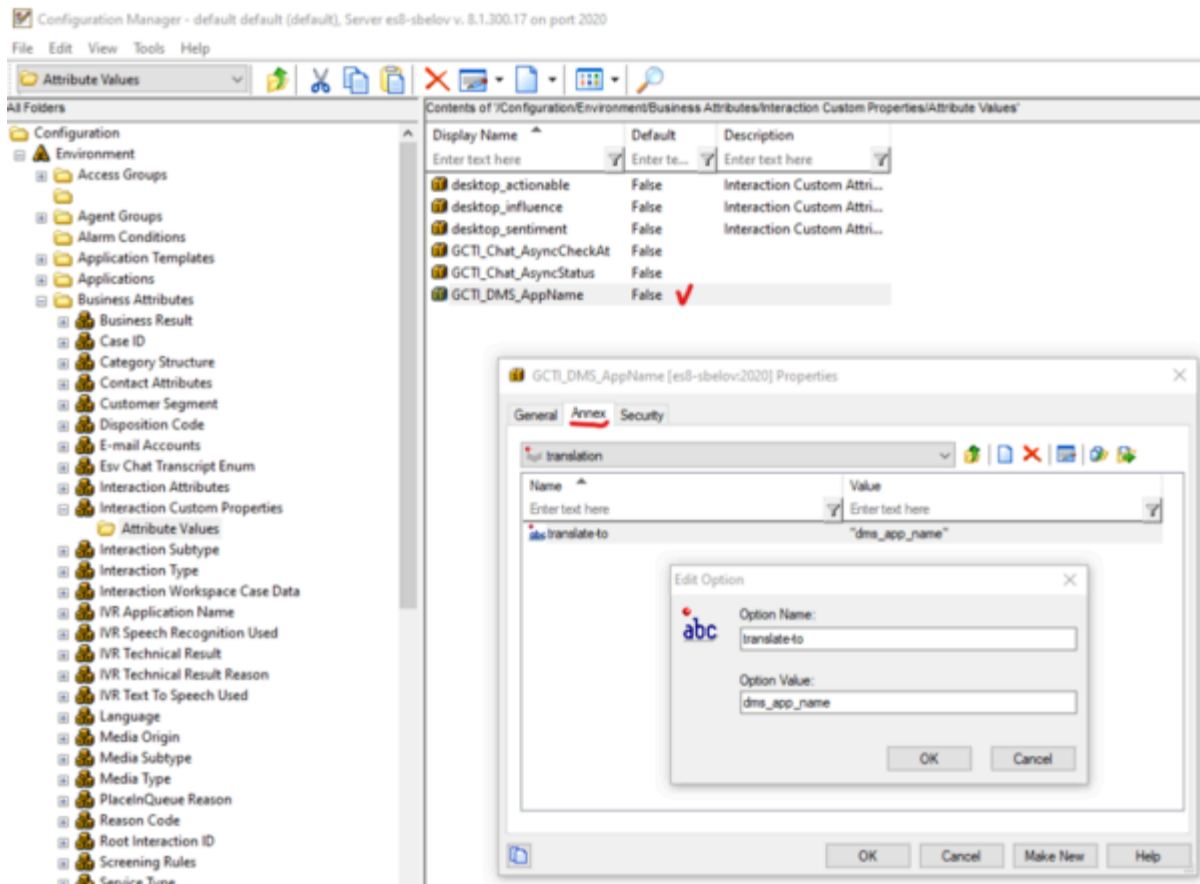 Configuration Manager - default default (default), Server es8-sbelov v. 8.1.300.17 on port 2020
File Edit View Tools Help
Attribute Values
All Folders
Configuration
Environment
Access Groups
Agent Groups
Alarm Conditions
Application Templates
Applications
Business Attributes
Business Result
Case ID
Category Structure
Contact Attributes
Customer Segment
Disposition Code
E-mail Accounts
Esv Chat Transcript Enum
Interaction Attributes
Interaction Custom Properties
Attribute Values
Interaction Subtype
Interaction Type
Interaction Workspace Case Data
IVR Application Name
IVR Speech Recognition Used
IVR Technical Result
IVR Technical Result Reason
IVR Text To Speech Used
Language
Media Origin
Media Subtype
Media Type
PlaceInQueue Reason
Reason Code
Root Interaction ID
Screening Rules
Service Type
Contents of '/Configuration/Environment/Business Attributes/Interaction Custom Properties/Attribute Values'
Display Name Default Description
Enter text here Enter te... Enter text here
desktop_actionable False Interaction Custom Attri...
desktop_influence False Interaction Custom Attri...
desktop_sentiment False Interaction Custom Attri...
GCTI_Chat_AsyncCheckAt False
GCTI_Chat_AsyncStatus False
GCTI_DMS_AppName False
GCTI_DMS_AppName [es8-sbelov:2020] Properties
General Annex Security
translation
Name Value
Enter text here Enter text here
abc translate-to "dms_app_name"
Edit Option
abc
Option Name:
translate-to
Option Value:
dms_app_name
OK Cancel
OK Cancel Make New Help